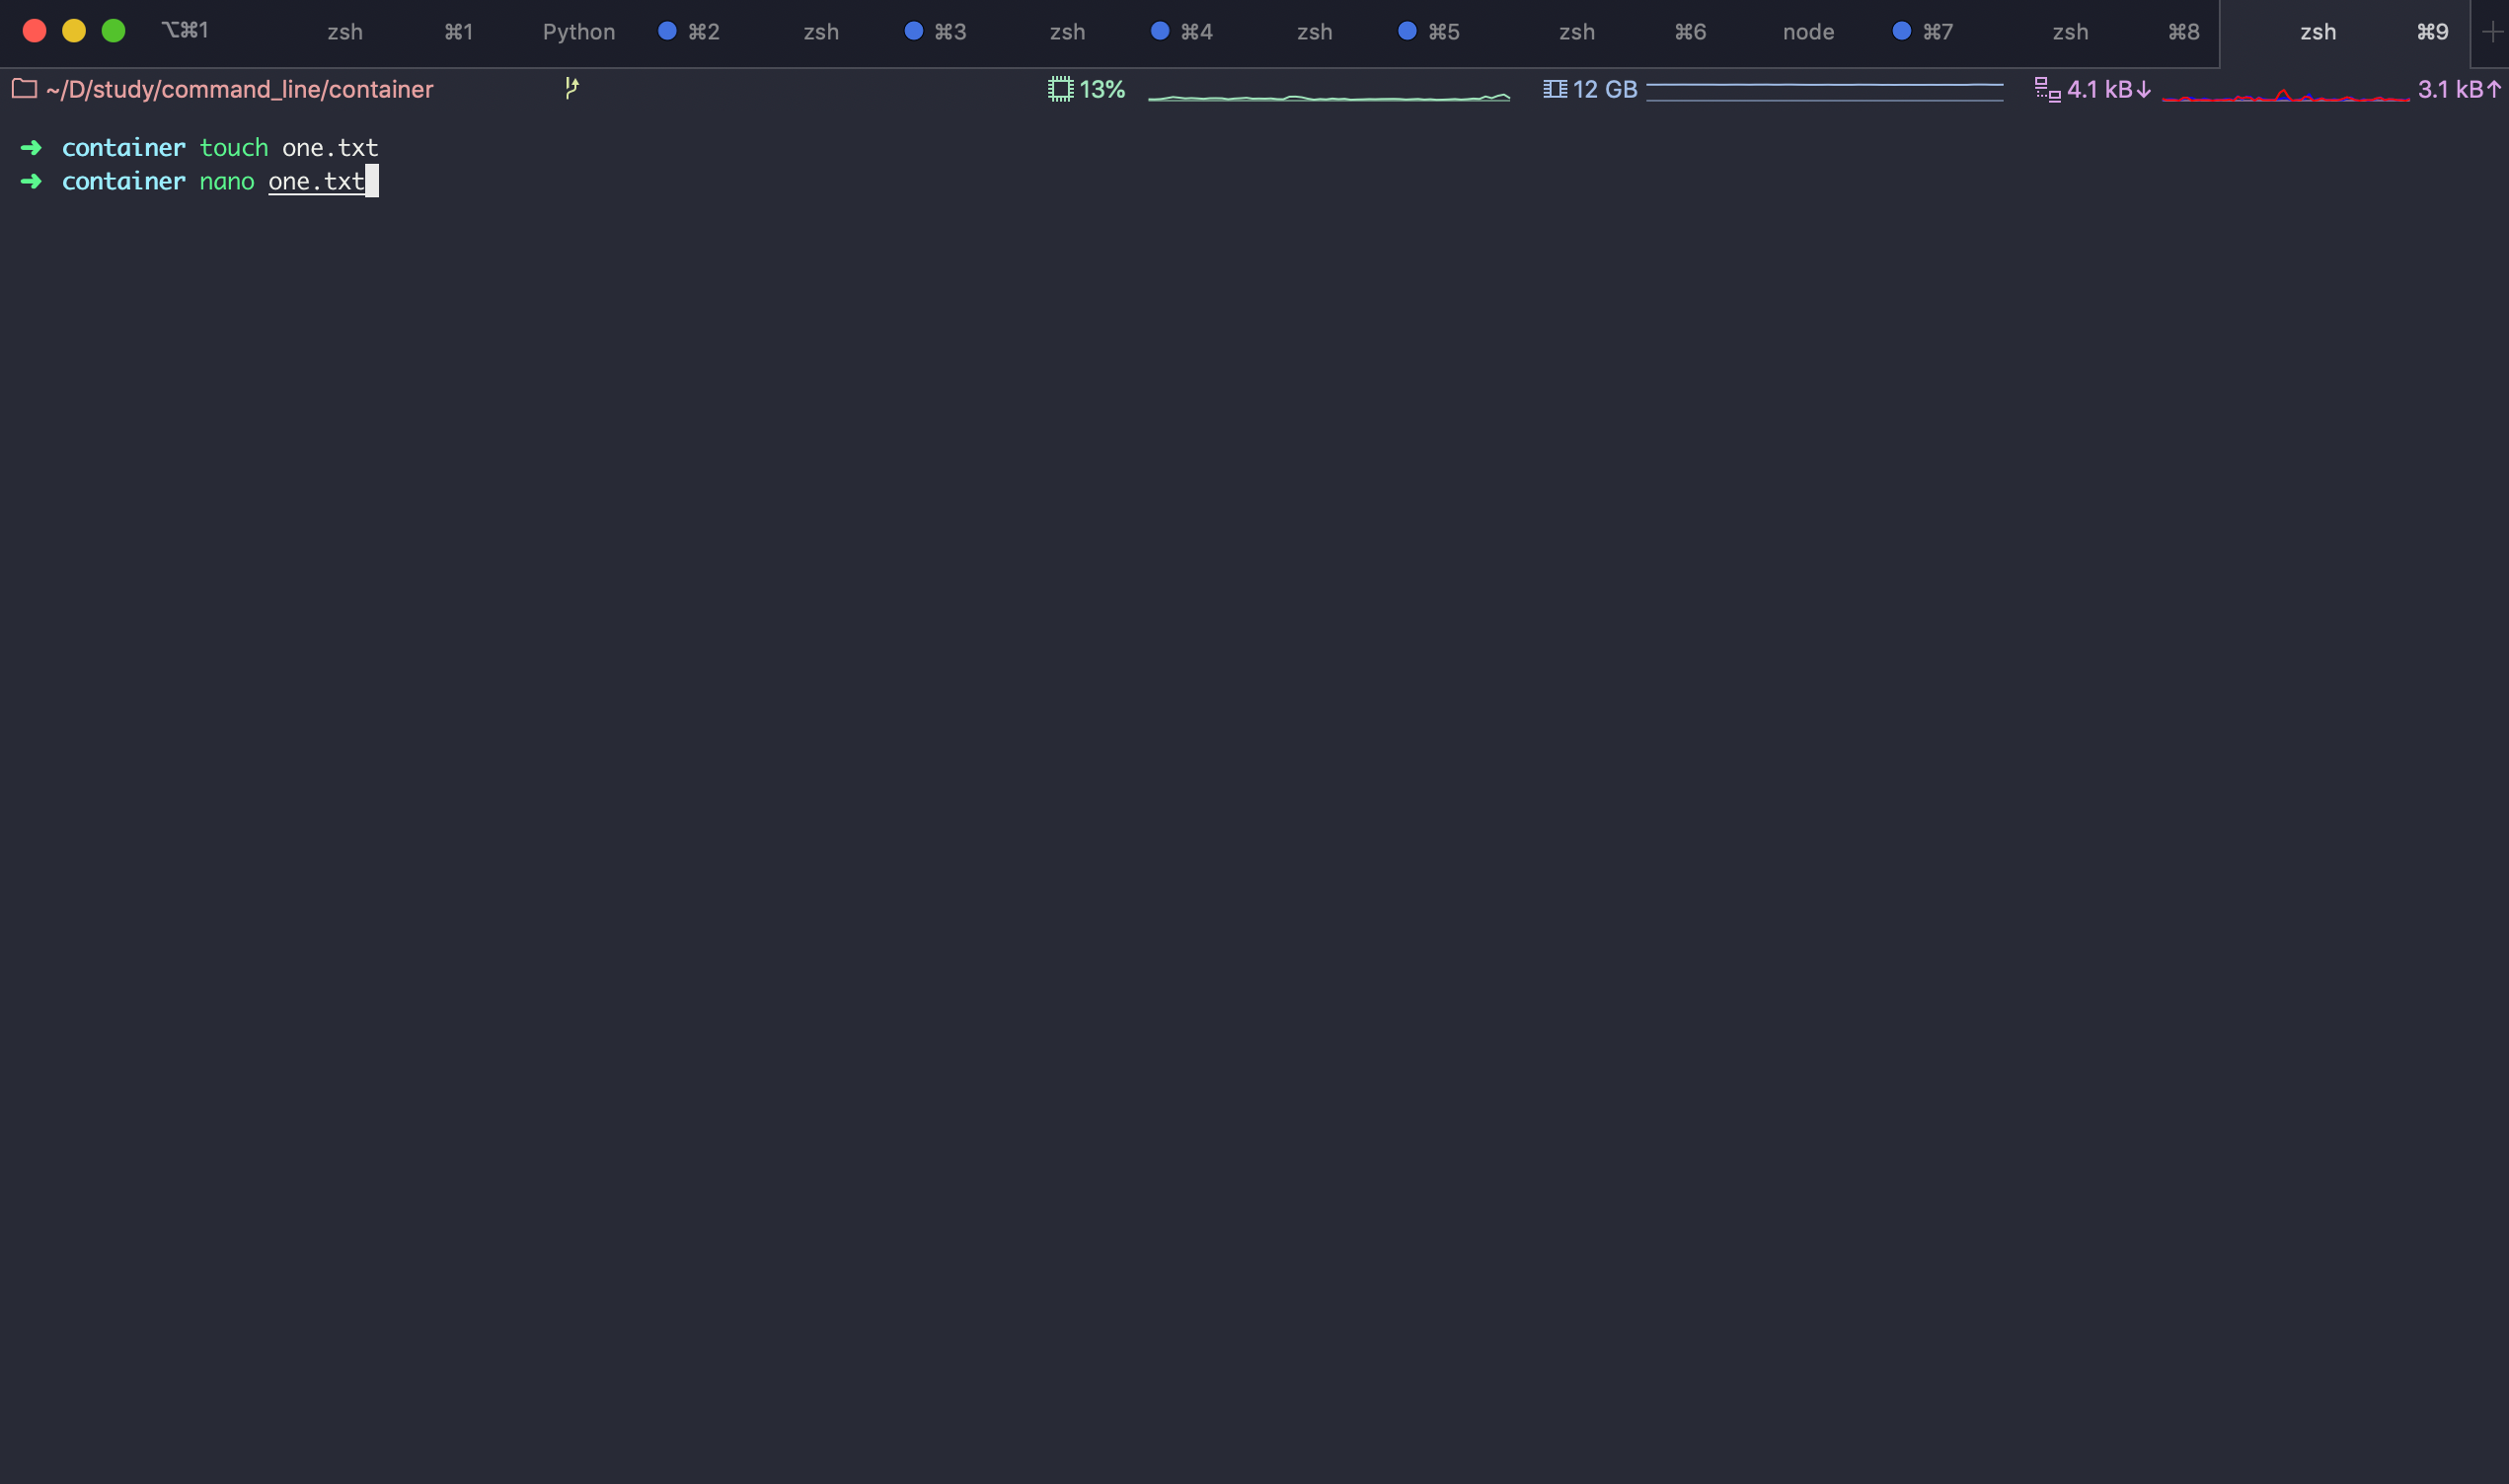 ⌥⌘1 zsh ⌘1 Python ⌘2 zsh ⌘3 zsh ⌘4 zsh ⌘5 zsh ⌘6 node ⌘7 zsh ⌘8 zsh ⌘9
~/D/study/command_line/container 13% 12 GB 4.1 kB↓ 3.1 kB↑
➜ container touch one.txt
➜ container nano one.txt